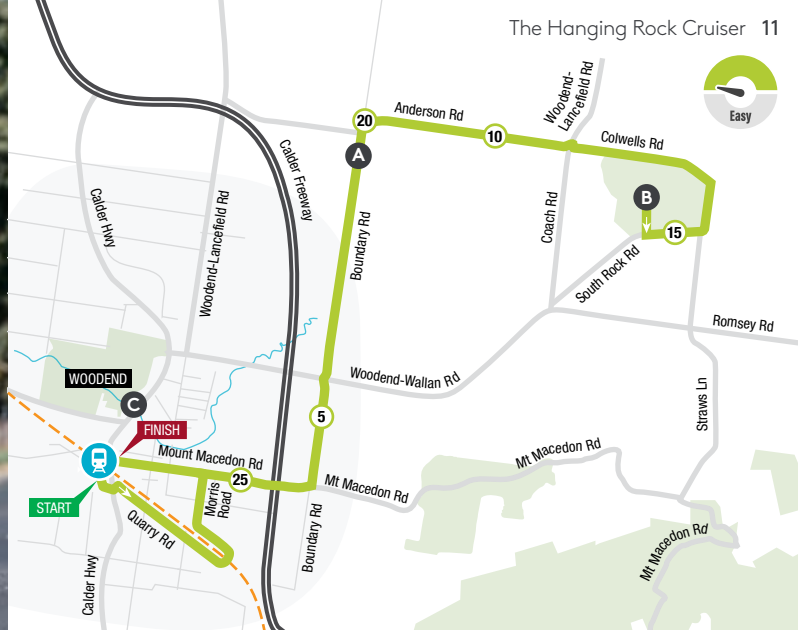 The Hanging Rock Cruiser 11
Easy
Woodend-
Lancefield Rd
20
Anderson Rd
10
Colwells Rd
A
Calder Freeway
B
Calder Hwy
Woodend-Lancefield Rd
Boundary Rd
Coach Rd
15
South Rock Rd
Romsey Rd
WOODEND
Woodend-Wallan Rd
Straws Ln
C
5
FINISH
Mount Macedon Rd
25
Mt Macedon Rd
Mt Macedon Rd
START
Morris
Road
Quarry Rd
Boundary Rd
Mt Macedon Rd
Calder Hwy